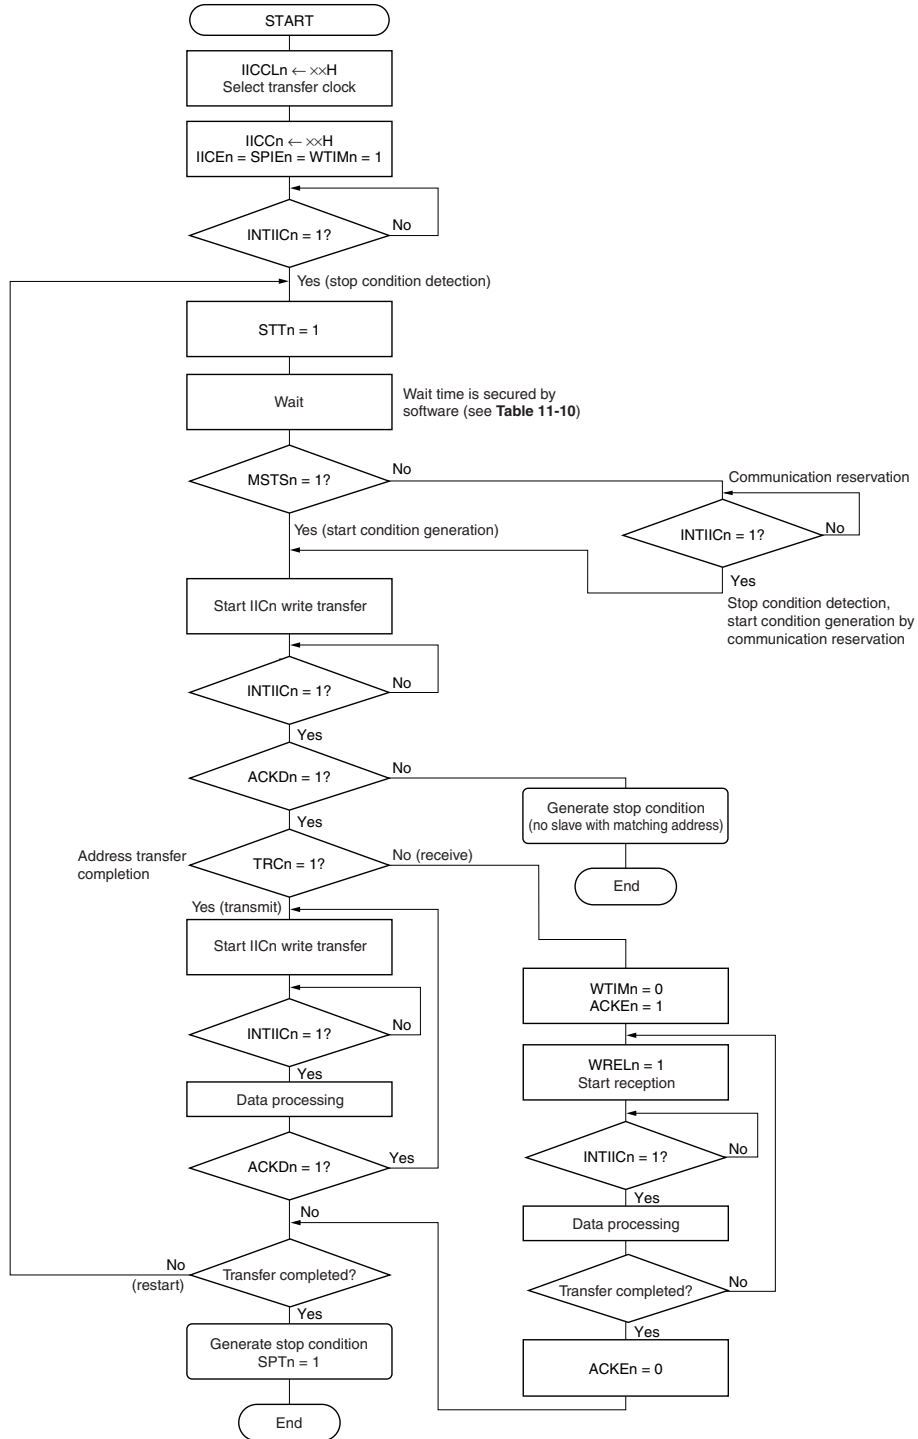 START
IICCLn ← ××H
Select transfer clock
IICCn ← ××H
IICEn = SPIEn = WTIMn = 1
No
INTIICn = 1?
Yes (stop condition detection)
STTn = 1
Wait
Wait time is secured by
software (see Table 11-10)
No
MSTSn = 1?
Communication reservation
Yes (start condition generation)
INTIICn = 1?
No
Yes
Stop condition detection,
start condition generation by
communication reservation
Start IICn write transfer
INTIICn = 1?
No
Yes
ACKDn = 1?
No
Generate stop condition
(no slave with matching address)
End
Yes
Address transfer
completion
TRCn = 1?
No (receive)
Yes (transmit)
Start IICn write transfer
INTIICn = 1?
No
Yes
Data processing
ACKDn = 1?
Yes
No
WTIMn = 0
ACKEn = 1
WRELn = 1
Start reception
INTIICn = 1?
No
Yes
Data processing
Transfer completed?
No
Yes
ACKEn = 0
No
(restart)
Transfer completed?
Yes
Generate stop condition
SPTn = 1
End